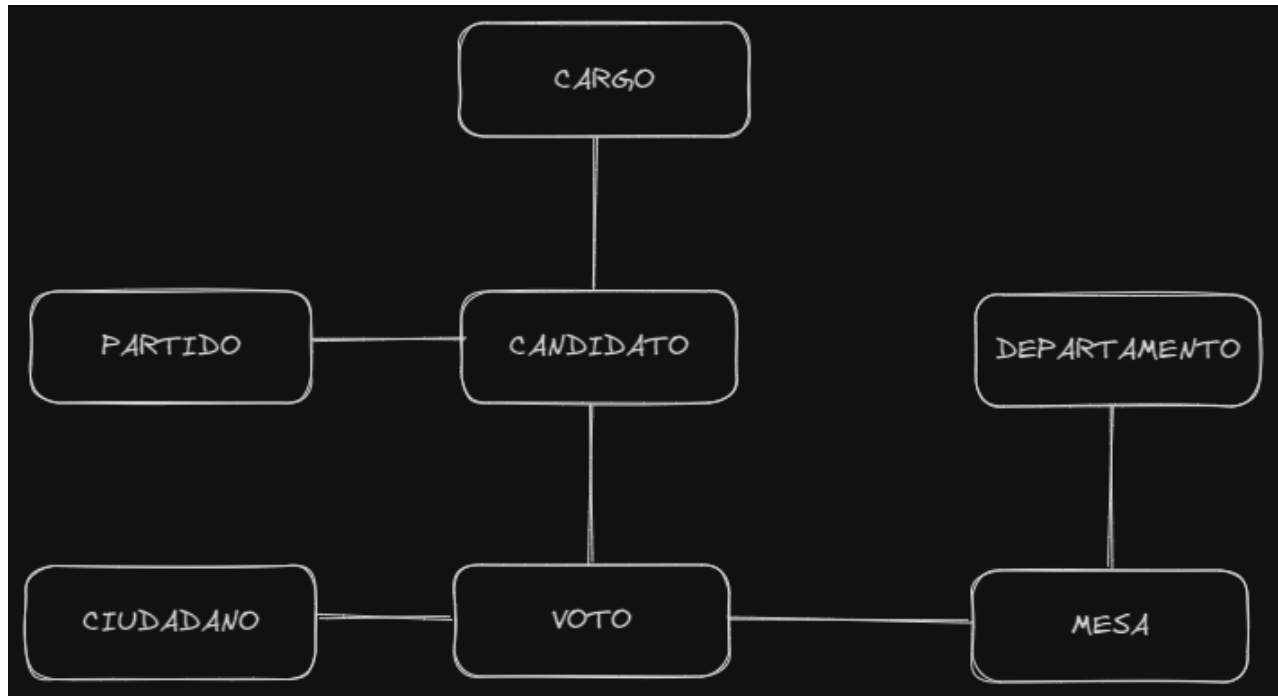 CARGO
PARTIDO
CANDIDATO
DEPARTAMENTO
CIUDADANO
VOTO
MESA